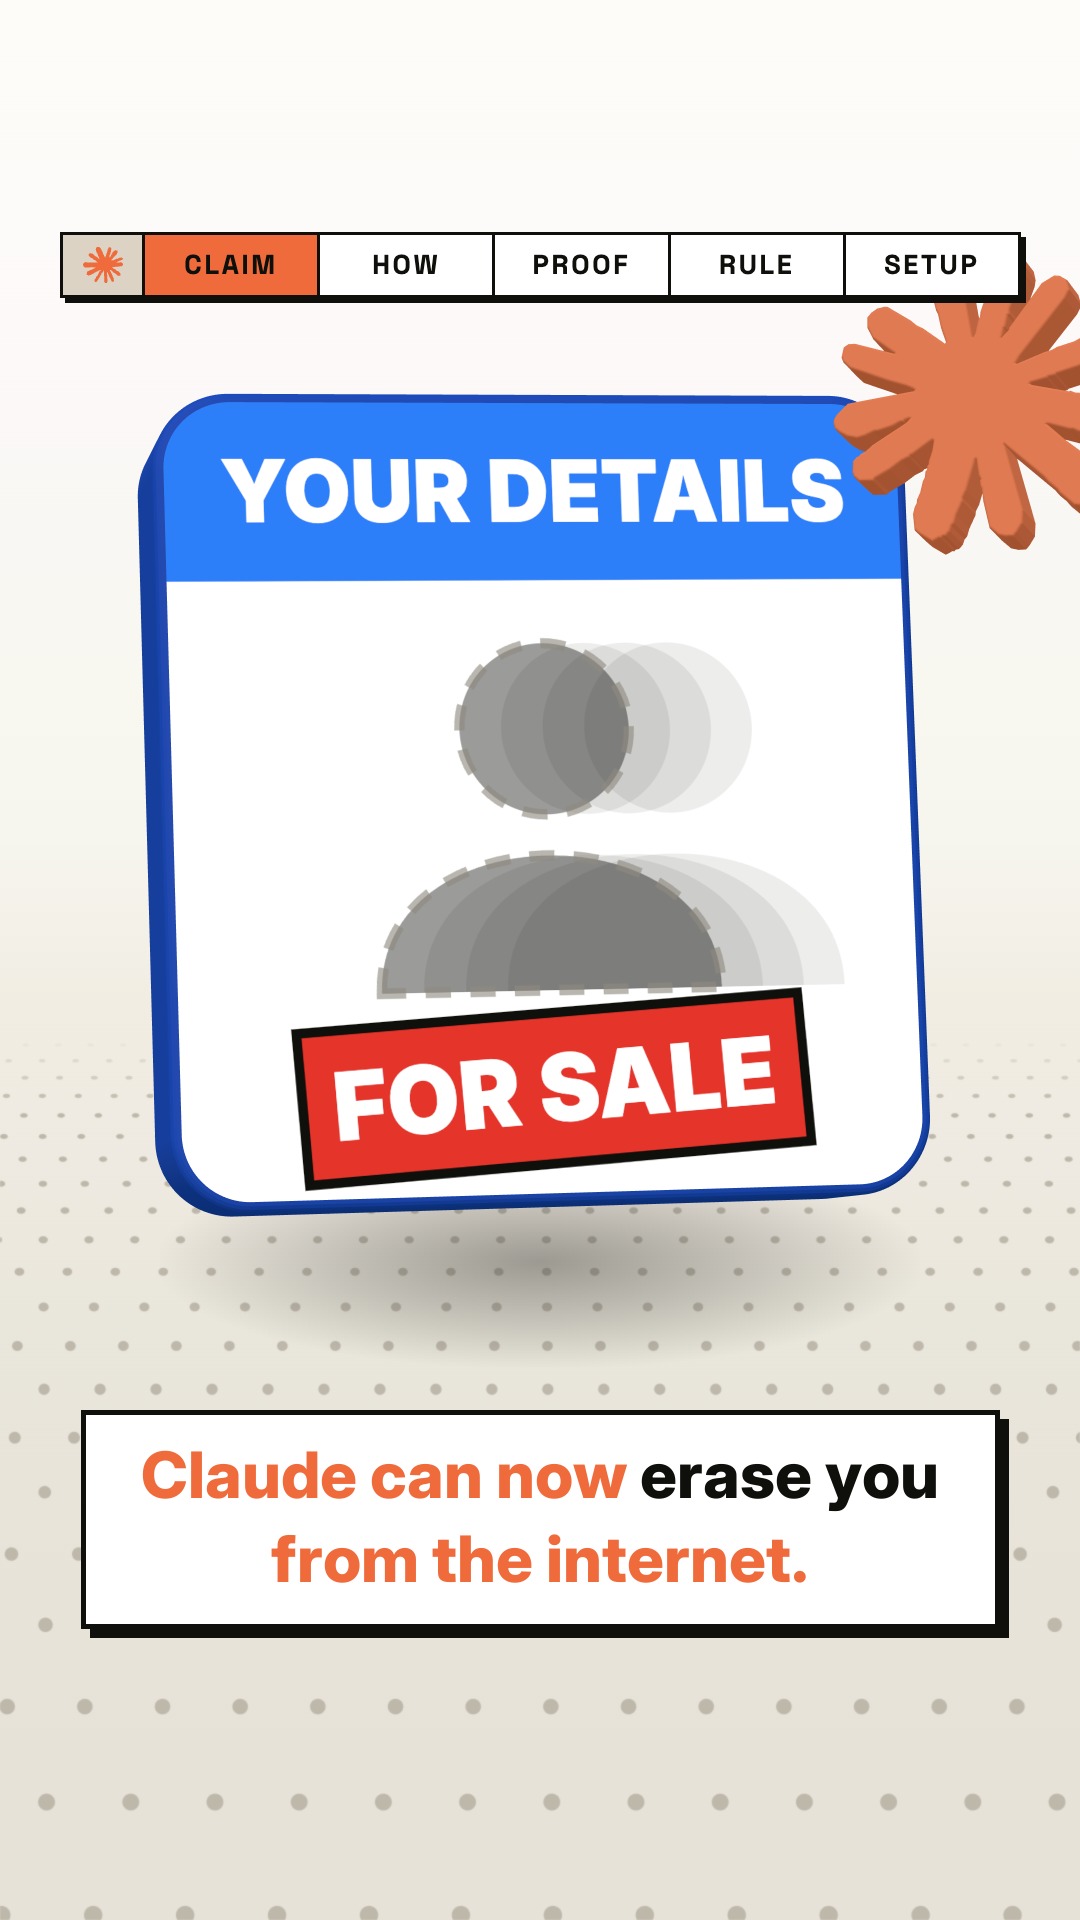 CLAIM HOW PROOF RULE SETUP
YOUR DETAILS
FOR SALE
Claude can now erase you
from the internet.